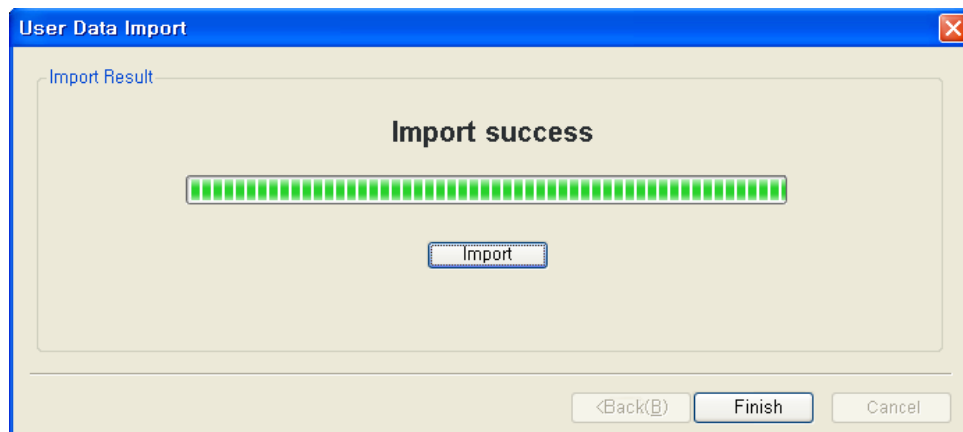 User Data Import
Import Result
Import success
Import
<Back(B)
Finish
Cancel